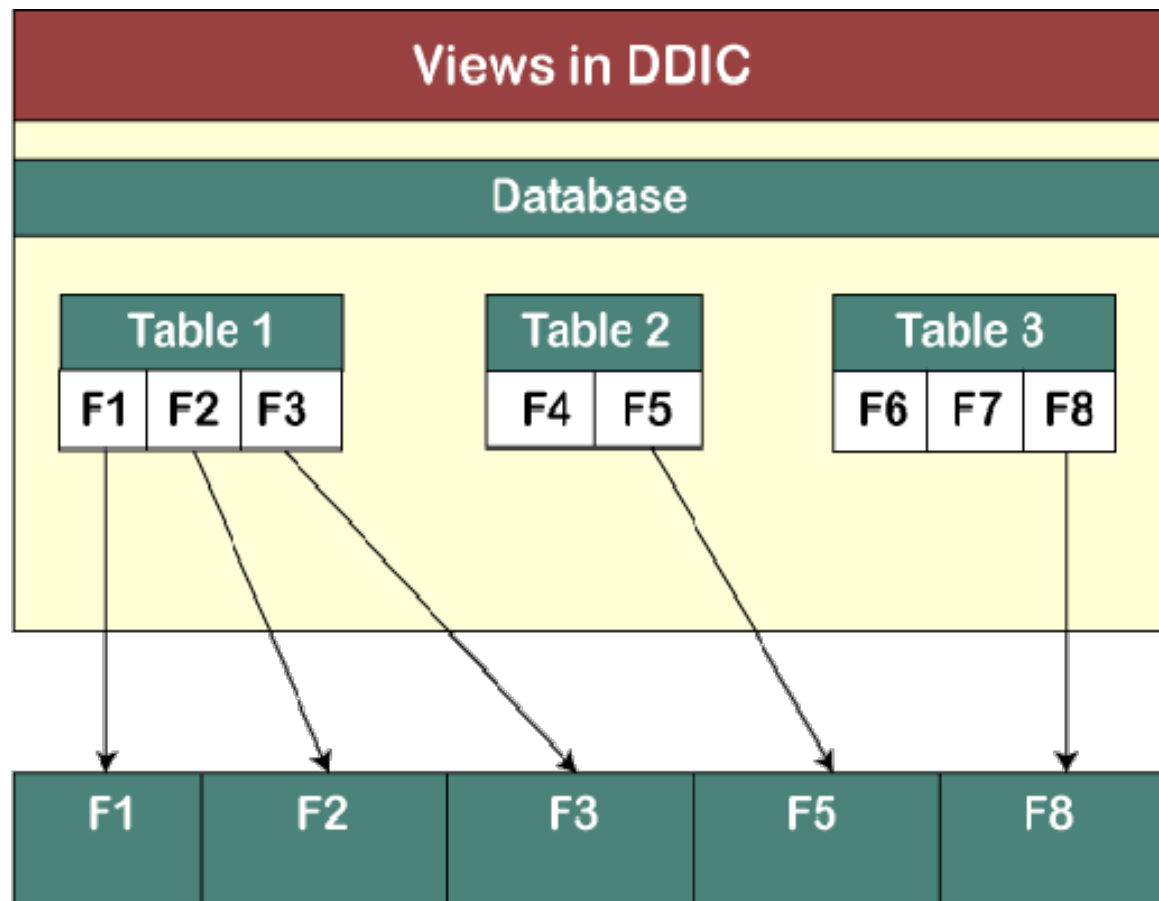 Views in DDIC
Database
Table 1 Table 2 Table 3
F1 F2 F3 F4 F5 F6 F7 F8
F1 F2 F3 F5 F8